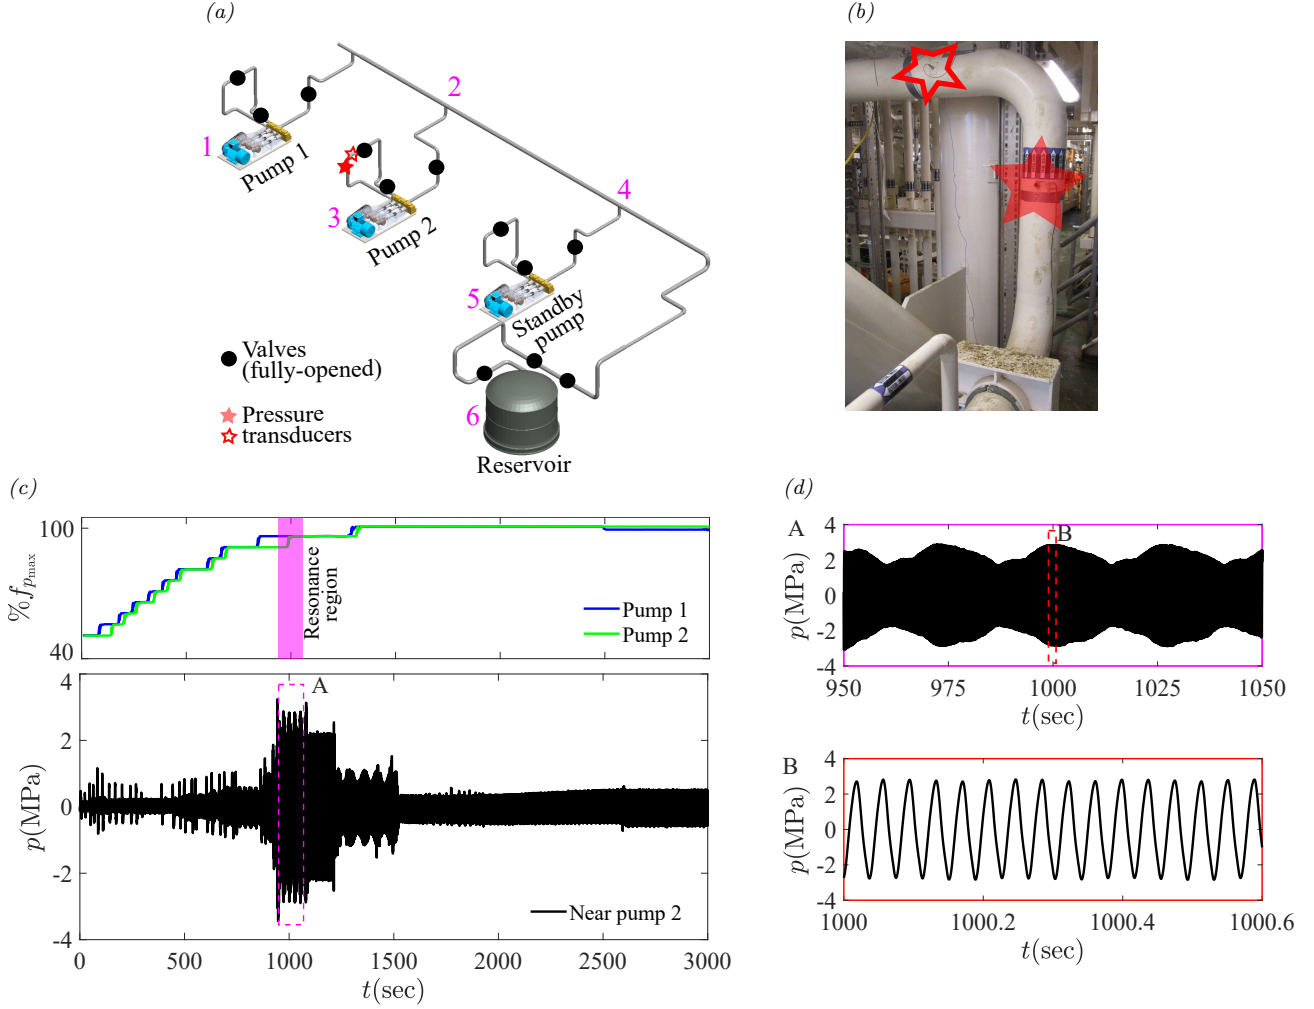 (a)
(b)
1
2
3
4
5
6
Pump 1
Pump 2
Standby
pump
Valves
(fully-opened)
Pressure
transducers
Reservoir
(c)
(d)
100
40
% f_{p_{max}}
Resonance
region
Pump 1
Pump 2
4
2
0
-2
-4
p(MPa)
A
Near pump 2
0
500
1000
1500
2000
2500
3000
t(sec)
A
4
2
0
-2
-4
p(MPa)
B
950
975
1000
1025
1050
t(sec)
B
4
2
0
-2
-4
p(MPa)
1000
1000.2
1000.4
1000.6
t(sec)